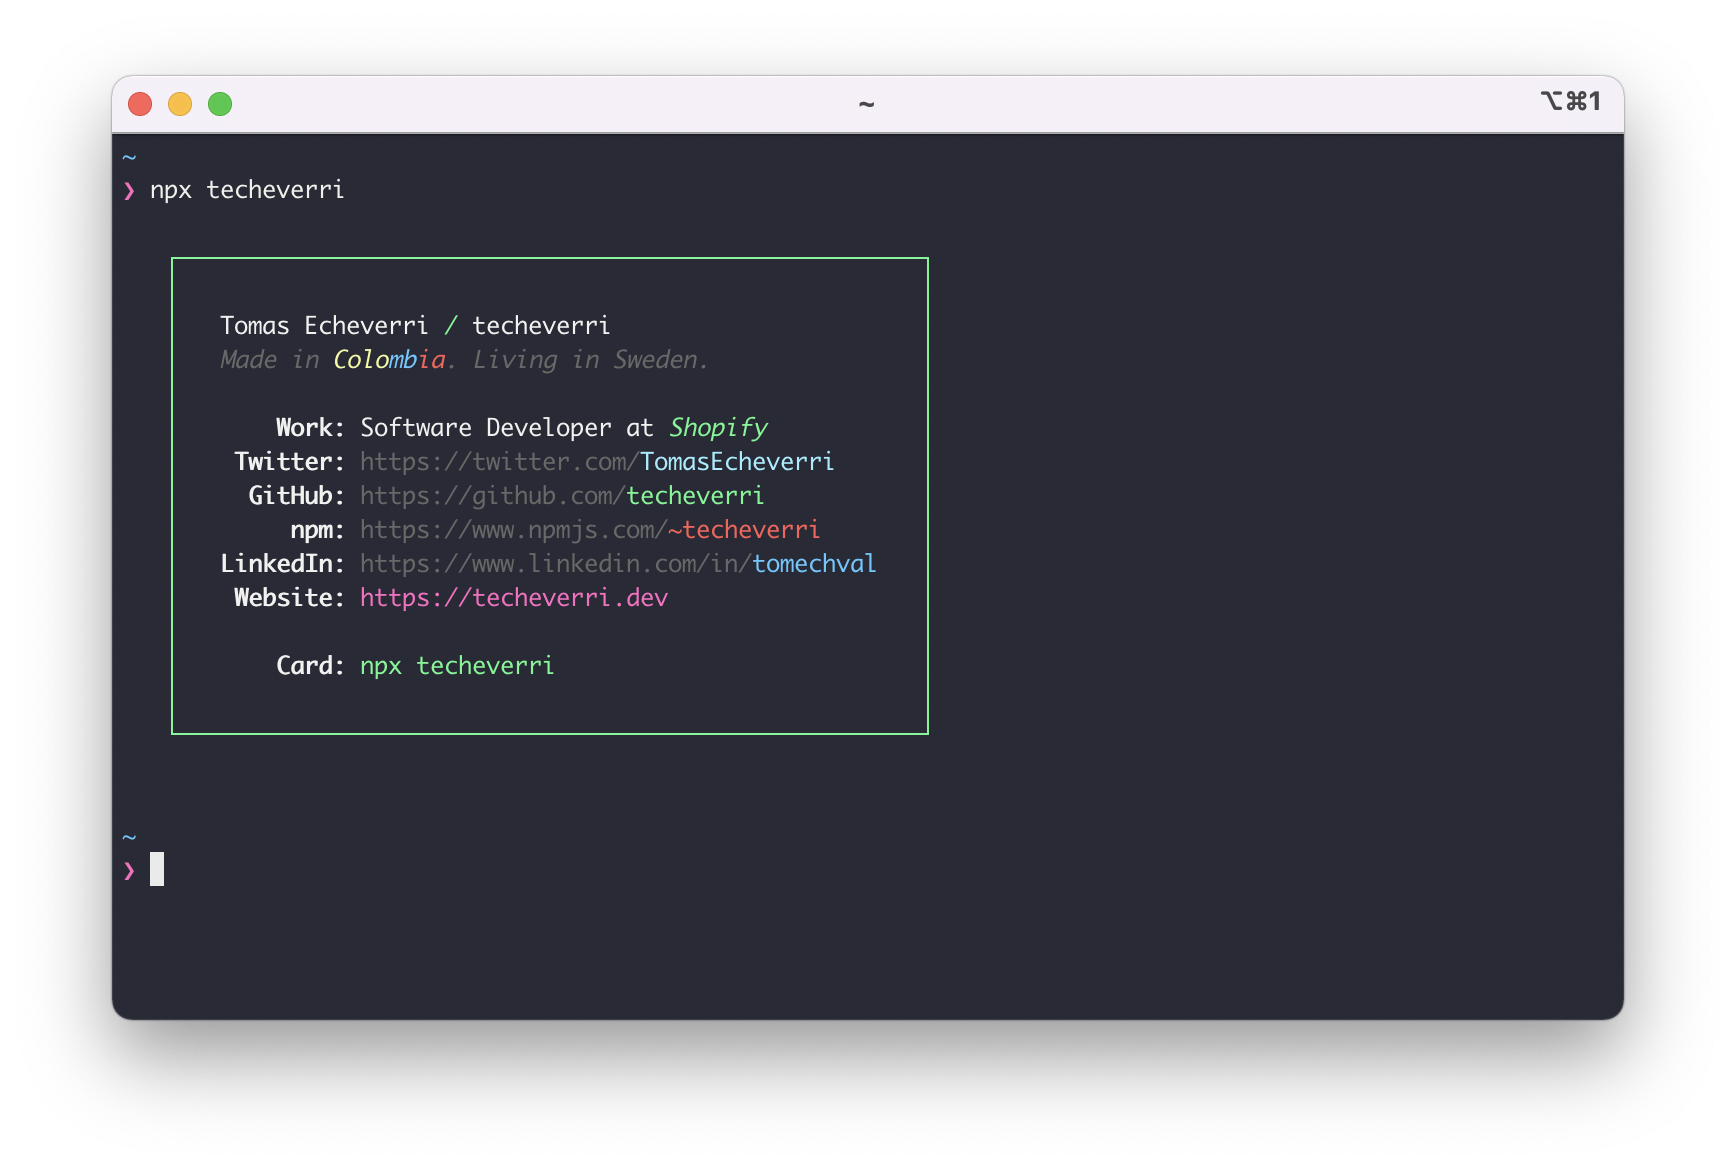 ~
⌥⌘1
~
❯ npx techeverri
Tomas Echeverri / techeverri
Made in Colombia. Living in Sweden.
Work: Software Developer at Shopify
Twitter: https://twitter.com/TomasEcheverri
GitHub: https://github.com/techeverri
npm: https://www.npmjs.com/~techeverri
LinkedIn: https://www.linkedin.com/in/tomechval
Website: https://techeverri.dev
Card: npx techeverri
~
❯